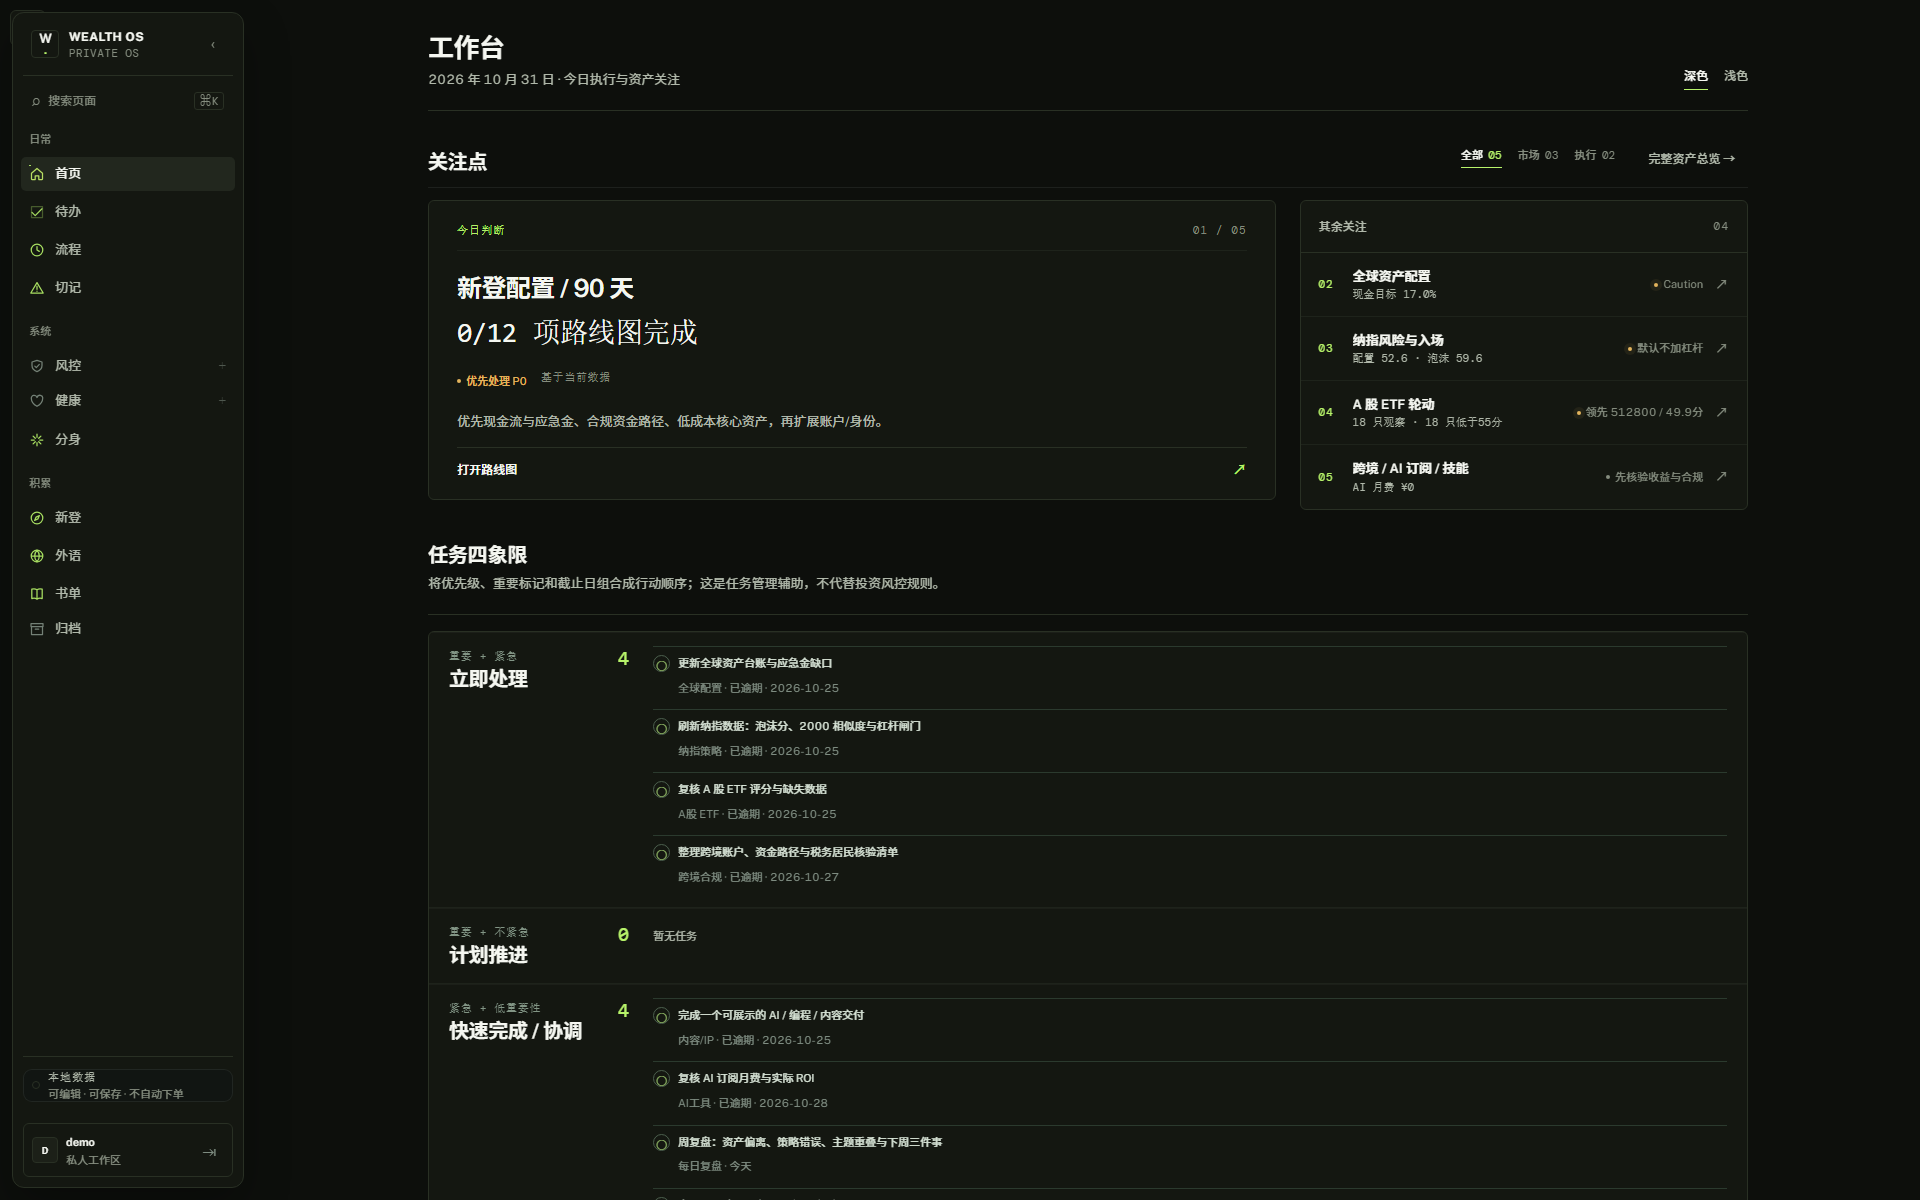 W
WEALTH OS
PRIVATE OS
‹
搜索页面
⌘K
日常
首页
待办
流程
切记
系统
风控
+
健康
+
分身
积累
新登
外语
书单
归档
本地数据
可编辑 · 可保存 · 不自动下单
D
demo
私人工作区
工作台
2026 年 10 月 31 日 · 今日执行与资产关注
深色
浅色
关注点
全部 05
市场 03
执行 02
完整资产总览 →
今日判断
01 / 05
新登配置 / 90 天
0/12 项路线图完成
优先处理 P0
基于当前数据
优先现金流与应急金、合规资金路径、低成本核心资产，再扩展账户/身份。
打开路线图
↗
其余关注
04
02
全球资产配置
现金目标 17.0%
Caution
↗
03
纳指风险与入场
配置 52.6 · 泡沫 59.6
默认不加杠杆
↗
04
A 股 ETF 轮动
18 只观察 · 18 只低于55分
领先 512800 / 49.9分
↗
05
跨境 / AI 订阅 / 技能
AI 月费 ¥0
先核验收益与合规
↗
任务四象限
将优先级、重要标记和截止日组合成行动顺序；这是任务管理辅助，不代替投资风控规则。
重要 + 紧急
立即处理
4
更新全球资产台账与应急金缺口
全球配置 · 已逾期 · 2026-10-25
刷新纳指数据：泡沫分、2000 相似度与杠杆闸门
纳指策略 · 已逾期 · 2026-10-25
复核 A 股 ETF 评分与缺失数据
A股 ETF · 已逾期 · 2026-10-25
整理跨境账户、资金路径与税务居民核验清单
跨境合规 · 已逾期 · 2026-10-27
重要 + 不紧急
计划推进
0
暂无任务
紧急 + 低重要性
快速完成 / 协调
4
完成一个可展示的 AI / 编程 / 内容交付
内容/IP · 已逾期 · 2026-10-25
复核 AI 订阅月费与实际 ROI
AI工具 · 已逾期 · 2026-10-28
周复盘：资产偏离、策略错误、主题重叠与下周三件事
每日复盘 · 今天